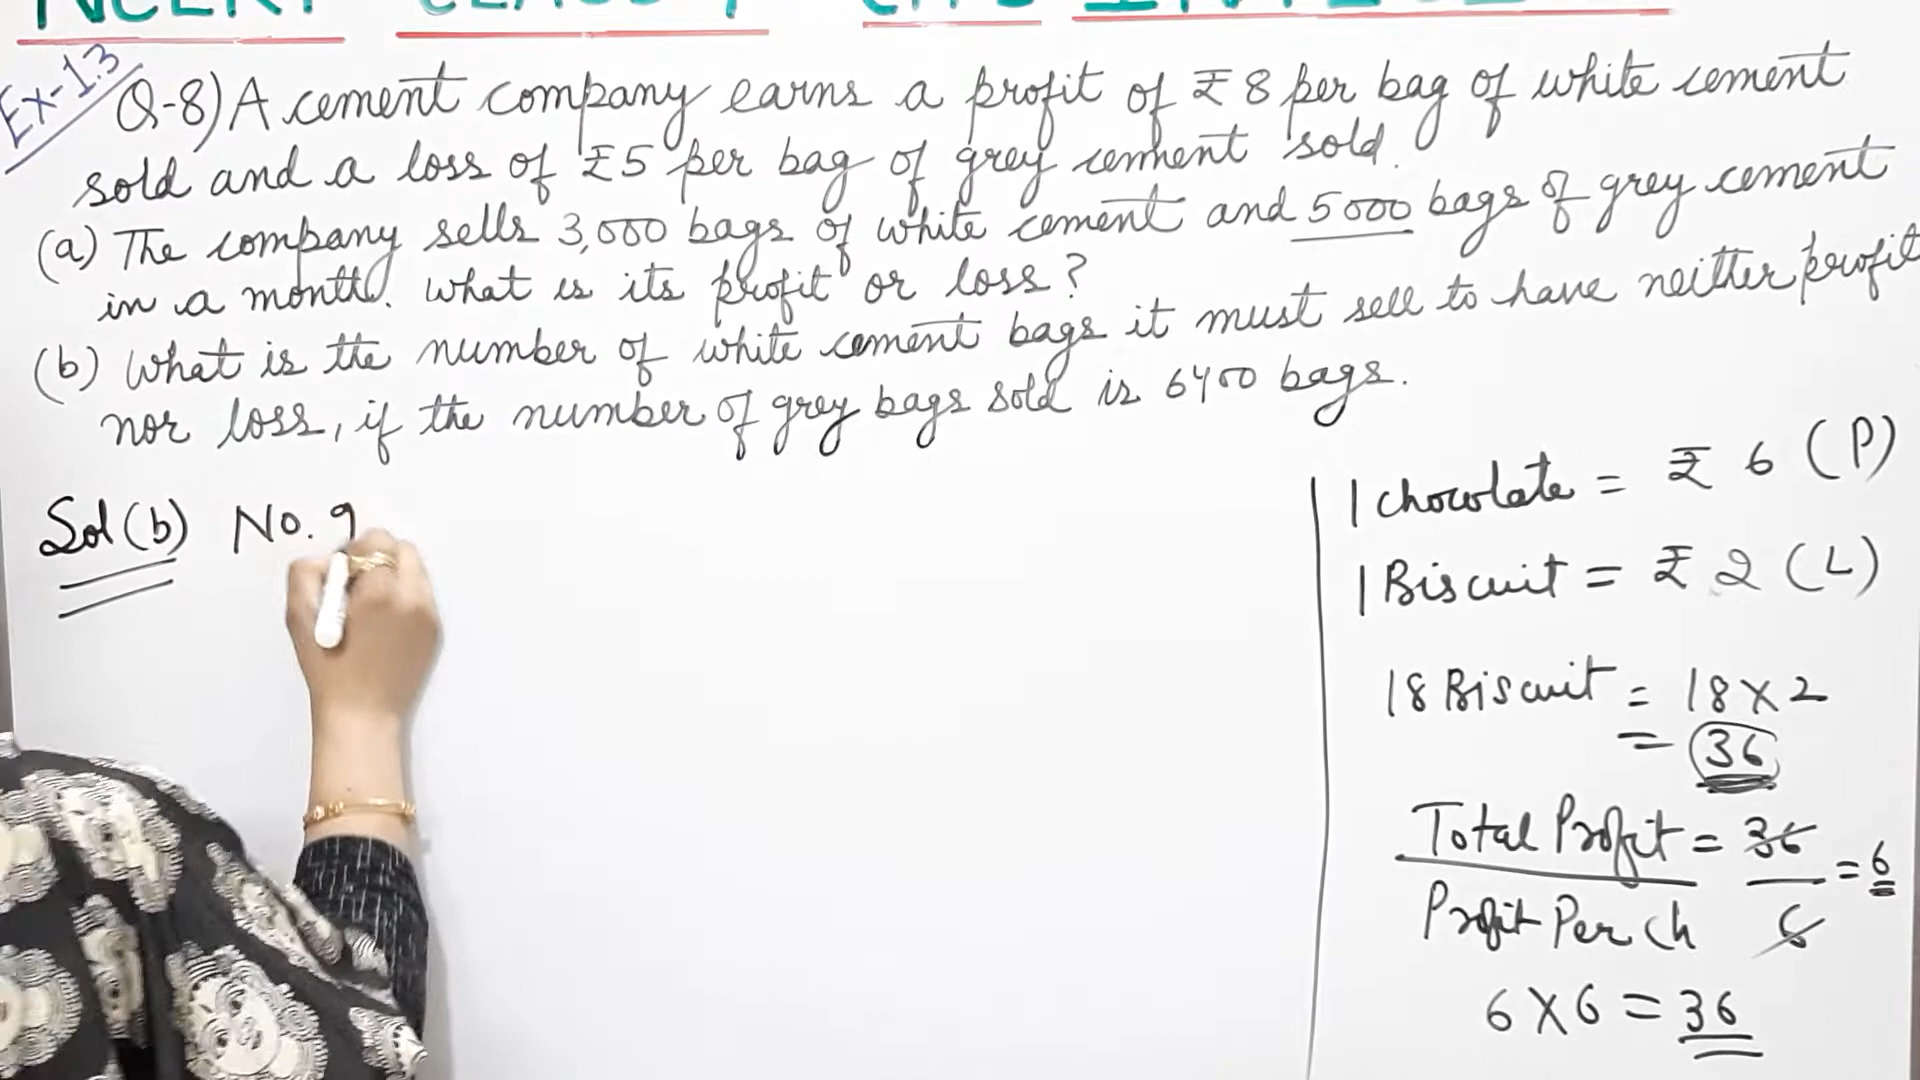 NCERT CLASS 7
Ex-1.3
Q-8) A cement company earns a profit of ₹8 per bag of white cement
sold and a loss of ₹5 per bag of grey cement sold.
(a) The company sells 3,000 bags of white cement and 5000 bags of grey cement
in a month. What is its profit or loss?
(b) What is the number of white cement bags it must sell to have neither profit
nor loss, if the number of grey bags sold is 6400 bags.
Sol (b) No.
1 Chocolate = ₹ 6 (P)
1 Biscuit = ₹ 2 (L)
18 Biscuit = 18 X 2
= 36
Total Profit = 36 = 6
Profit Per Ch 6
6 X 6 = 36